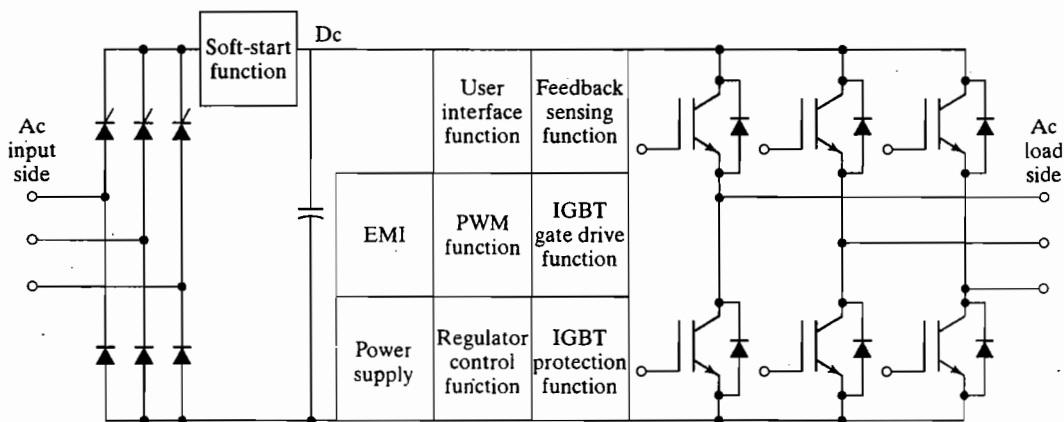 Soft-start
function
Dc
User
interface
function
Feedback
sensing
function
Ac
input
side
Ac
load
side
EMI
PWM
function
IGBT
gate drive
function
Power
supply
Regulator
control
function
IGBT
protection
function